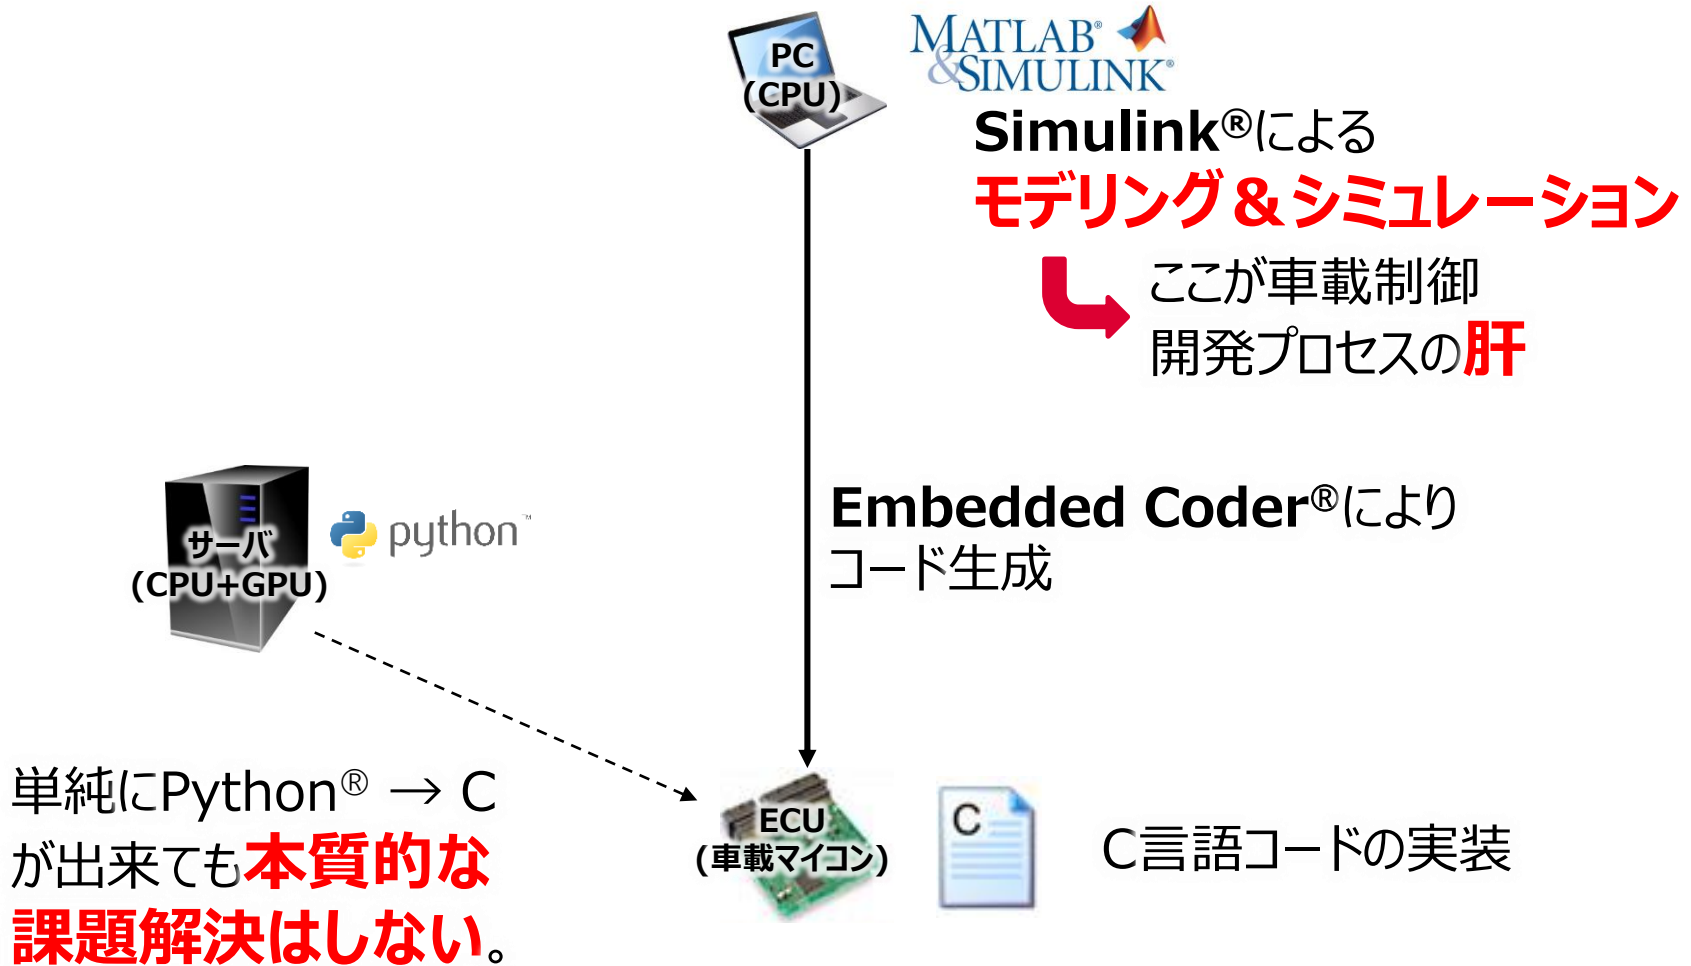 PC
(CPU)
MATLAB®
&SIMULINK®
Simulink®による
モデリング＆シミュレーション
ここが車載制御
開発プロセスの肝
サーバ
(CPU+GPU)
python™
Embedded Coder®により
コード生成
単純にPython® → C
が出来ても本質的な
課題解決はしない。
ECU
(車載マイコン)
C
C言語コードの実装